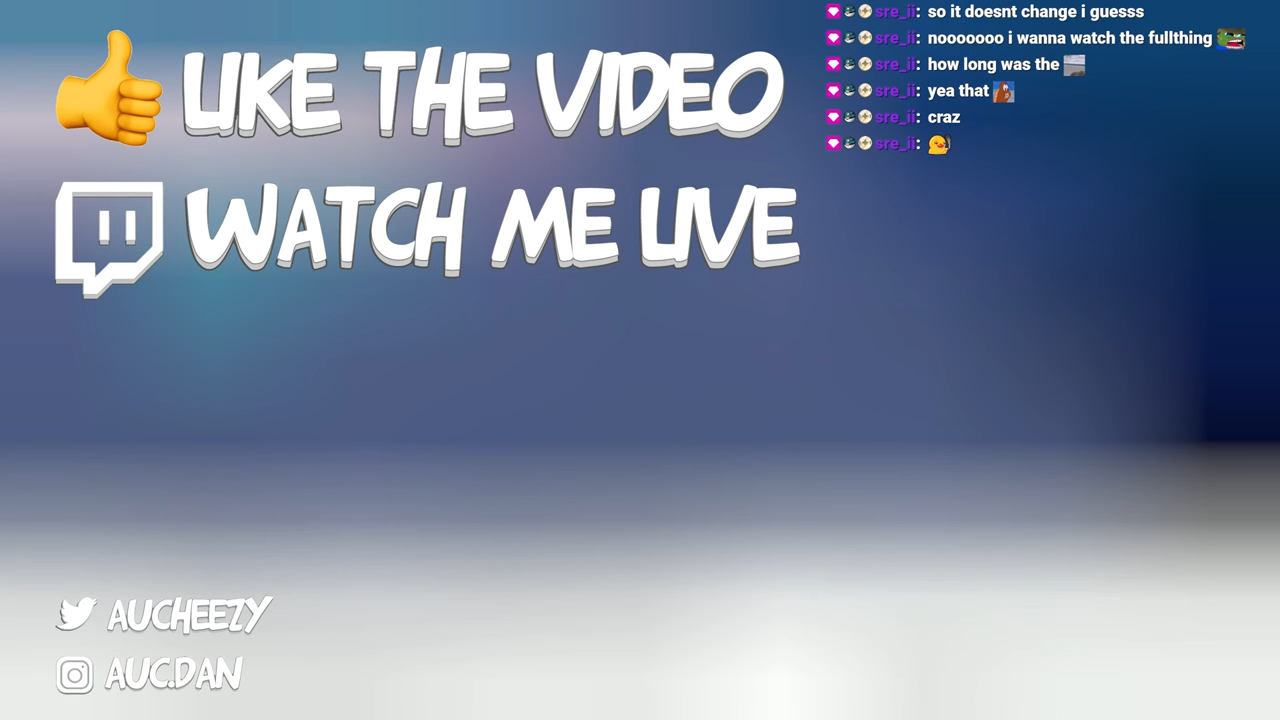 LIKE THE VIDEO
WATCH ME LIVE
sre_ii: so it doesnt change i guesss
sre_ii: nooooooo i wanna watch the fullthing
sre_ii: how long was the
sre_ii: yea that
sre_ii: craz
sre_ii:
AUCHEEZY
AUC.DAN